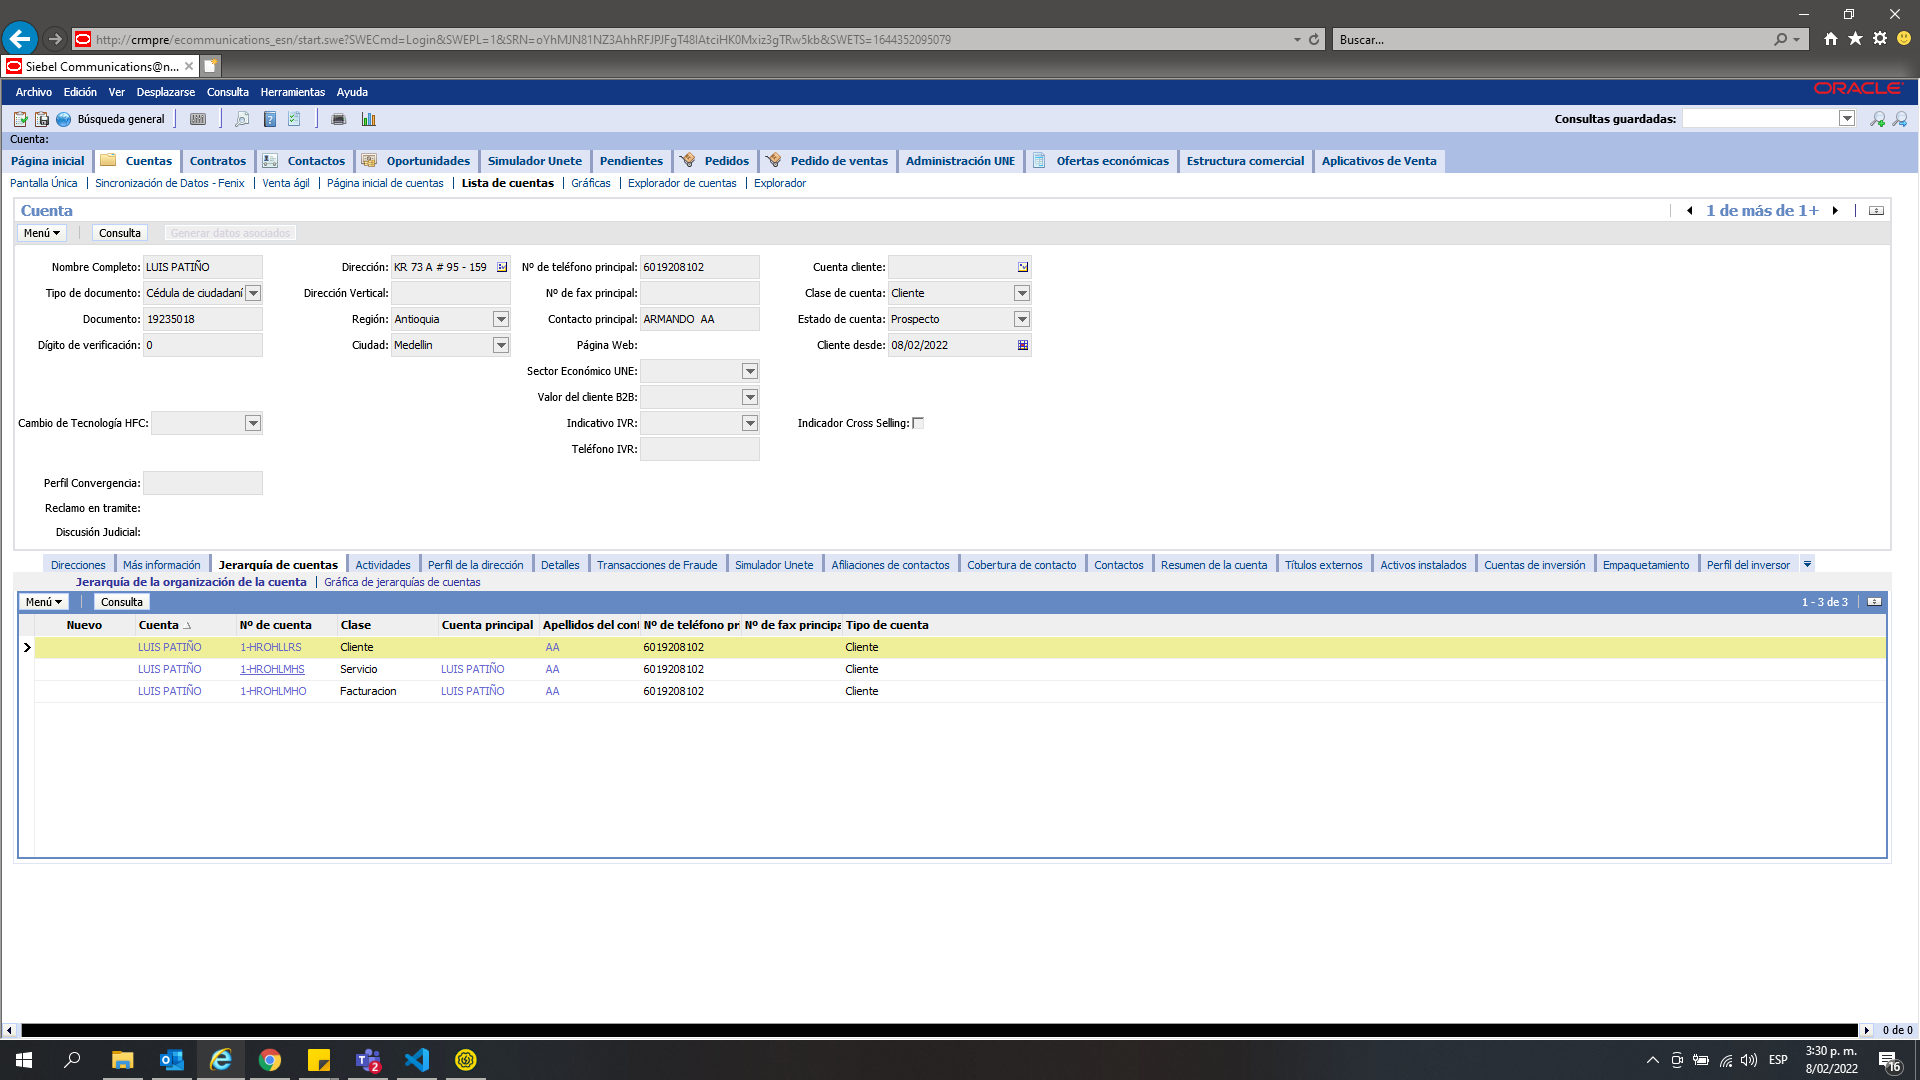 http://crmpre/ecommunications_esn/start.swe?SWECmd=Login&SWEPL=1&SRN=oYhMJN81NZ3AhhRFJPJFgT48lAtciHK0Mxiz3gTRw5kb&SWETS=1644352095079 Buscar...
Siebel Communications@n...
Archivo Edición Ver Desplazarse Consulta Herramientas Ayuda ORACLE
Búsqueda general Consultas guardadas:
Cuenta:
Página inicial Cuentas Contratos Contactos Oportunidades Simulador Unete Pendientes Pedidos Pedido de ventas Administración UNE Ofertas económicas Estructura comercial Aplicativos de Venta
Pantalla Única Sincronización de Datos - Fenix Venta ágil Página inicial de cuentas Lista de cuentas Gráficas Explorador de cuentas Explorador
Cuenta 1 de más de 1+
Menú Consulta Generar datos asociados
Nombre Completo: LUIS PATIÑO Dirección: KR 73 A # 95 - 159 Nº de teléfono principal: 6019208102 Cuenta cliente:
Tipo de documento: Cédula de ciudadaní Dirección Vertical: Nº de fax principal: Clase de cuenta: Cliente
Documento: 19235018 Región: Antioquia Contacto principal: ARMANDO AA Estado de cuenta: Prospecto
Dígito de verificación: 0 Ciudad: Medellin Página Web: Cliente desde: 08/02/2022
Sector Económico UNE:
Valor del cliente B2B:
Cambio de Tecnología HFC: Indicativo IVR: Indicador Cross Selling:
Teléfono IVR:
Perfil Convergencia:
Reclamo en tramite:
Discusión Judicial:
Direcciones Más información Jerarquía de cuentas Actividades Perfil de la dirección Detalles Transacciones de Fraude Simulador Unete Afiliaciones de contactos Cobertura de contacto Contactos Resumen de la cuenta Títulos externos Activos instalados Cuentas de inversión Empaquetamiento Perfil del inversor
Jerarquía de la organización de la cuenta Gráfica de jerarquías de cuentas
Menú Consulta 1 - 3 de 3
Nuevo Cuenta Nº de cuenta Clase Cuenta principal Apellidos del cont Nº de teléfono pr Nº de fax principa Tipo de cuenta
LUIS PATIÑO 1-HROHLLRS Cliente AA 6019208102 Cliente
LUIS PATIÑO 1-HROHLMHS Servicio LUIS PATIÑO AA 6019208102 Cliente
LUIS PATIÑO 1-HROHLMHO Facturacion LUIS PATIÑO AA 6019208102 Cliente
0 de 0
2 ESP 3:30 p. m.
8/02/2022 16